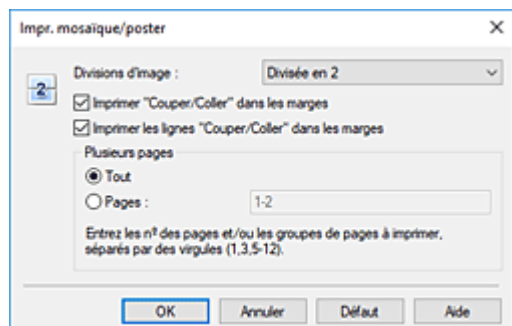 Impr. mosaïque/poster
Divisions d'image :
Divisée en 2
2
Imprimer "Couper/Coller" dans les marges
Imprimer les lignes "Couper/Coller" dans les marges
Plusieurs pages
Tout
Pages :
1-2
Entrez les nº des pages et/ou les groupes de pages à imprimer,
séparés par des virgules (1,3,5-12).
OK
Annuler
Défaut
Aide